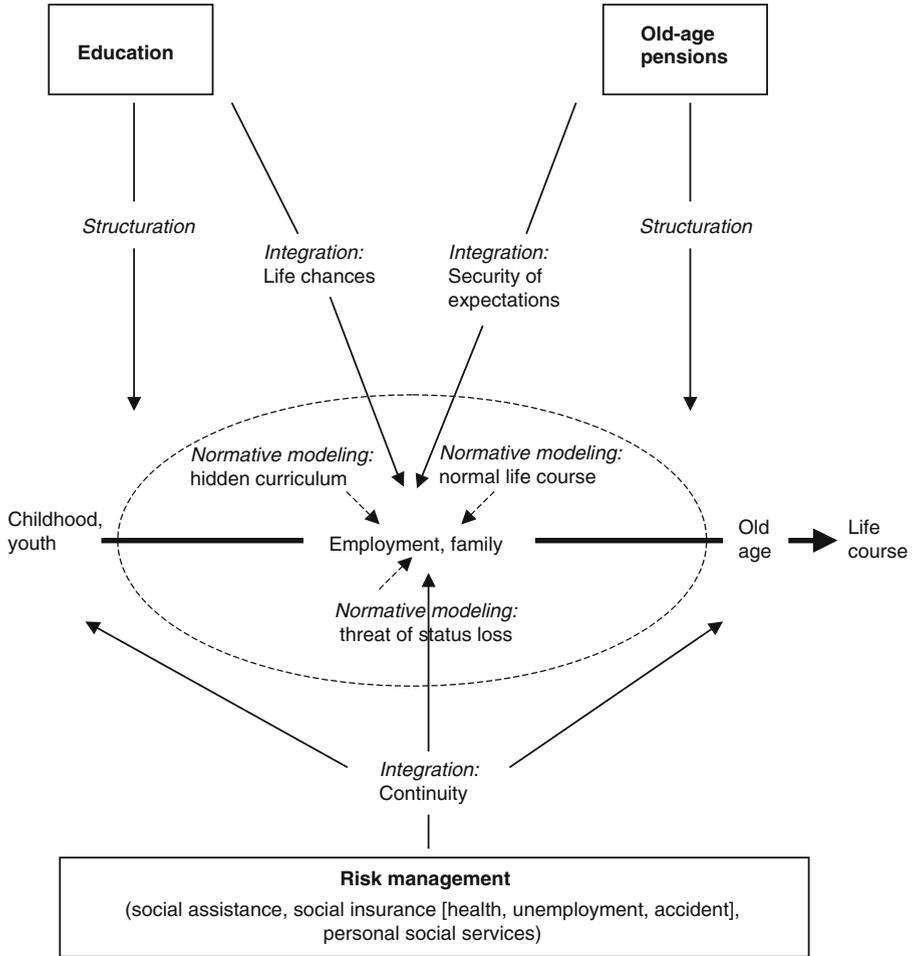 Education
Old-age
pensions
Structuration
Structuration
Integration:
Life chances
Integration:
Security of
expectations
Normative modeling:
hidden curriculum
Normative modeling:
normal life course
Childhood,
youth
Employment, family
Old
age
Life
course
Normative modeling:
threat of status loss
Integration:
Continuity
Risk management
(social assistance, social insurance [health, unemployment, accident],
personal social services)